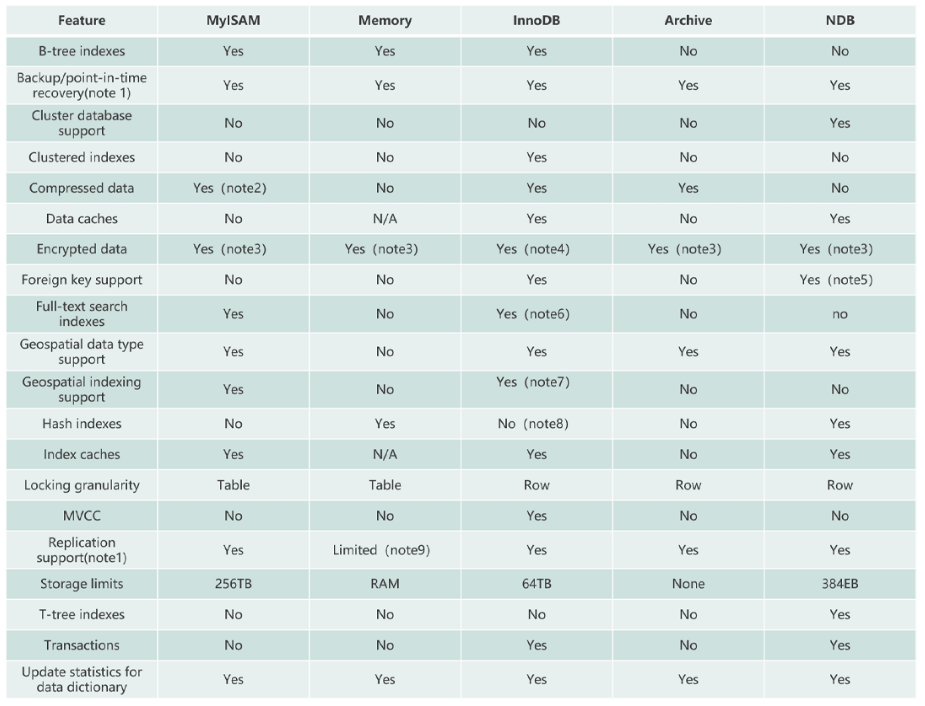 Feature MyISAM Memory InnoDB Archive NDB
B-tree indexes Yes Yes Yes No No
Backup/point-in-time
recovery(note 1) Yes Yes Yes Yes Yes
Cluster database
support No No No No Yes
Clustered indexes No No Yes No No
Compressed data Yes (note2) No Yes Yes No
Data caches No N/A Yes No Yes
Encrypted data Yes (note3) Yes (note3) Yes (note4) Yes (note3) Yes (note3)
Foreign key support No No Yes No Yes (note5)
Full-text search
indexes Yes No Yes (note6) No no
Geospatial data type
support Yes No Yes Yes Yes
Geospatial indexing
support Yes No Yes (note7) No No
Hash indexes No Yes No (note8) No Yes
Index caches Yes N/A Yes No Yes
Locking granularity Table Table Row Row Row
MVCC No No Yes No No
Replication
support(note1) Yes Limited (note9) Yes Yes Yes
Storage limits 256TB RAM 64TB None 384EB
T-tree indexes No No No No Yes
Transactions No No Yes No Yes
Update statistics for
data dictionary Yes Yes Yes Yes Yes